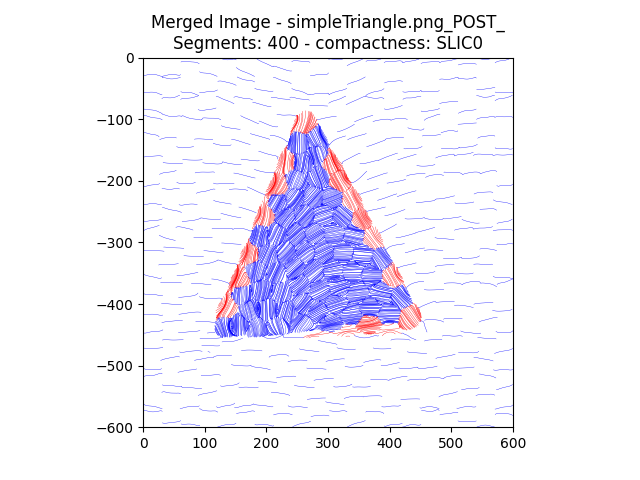 Merged Image - simpleTriangle.png_POST_
Segments: 400 - compactness: SLIC0
0
−100
−200
−300
−400
−500
−600
0 100 200 300 400 500 600